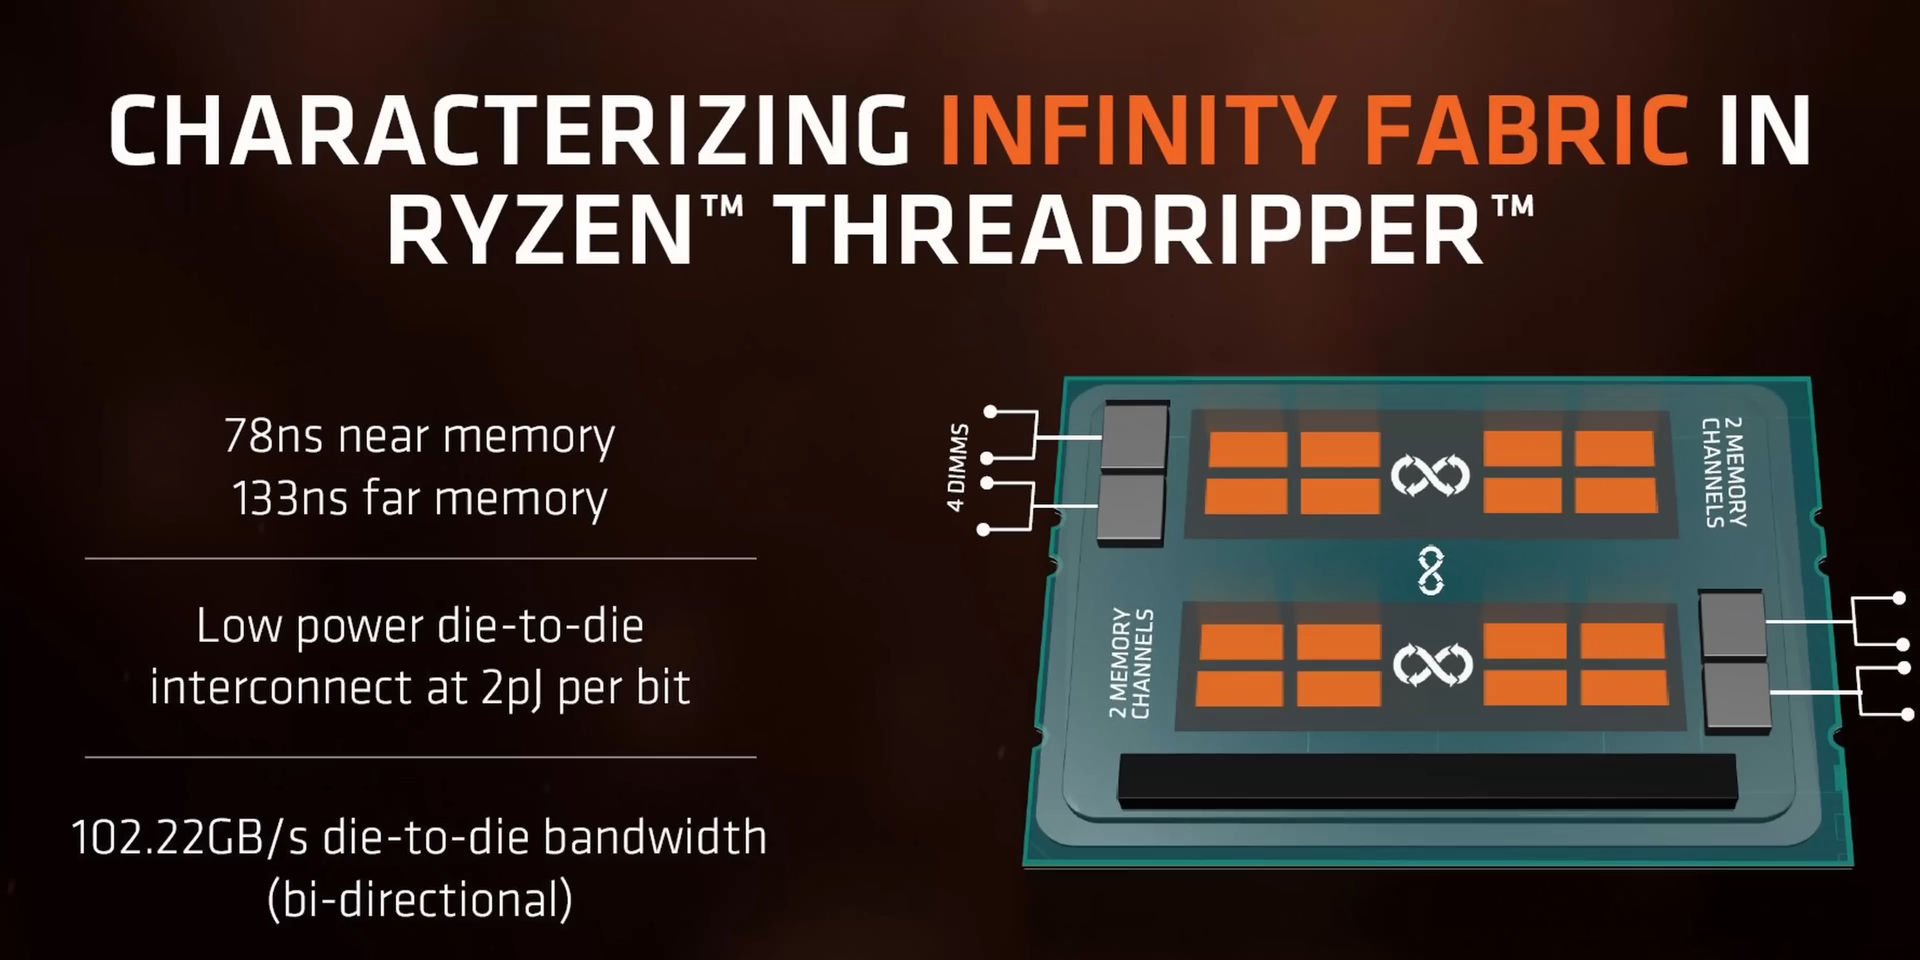 CHARACTERIZING INFINITY FABRIC IN
RYZEN™ THREADRIPPER™
78ns near memory
133ns far memory
Low power die-to-die
interconnect at 2pJ per bit
102.22GB/s die-to-die bandwidth
(bi-directional)
4 DIMMS
2 MEMORY
CHANNELS
2 MEMORY
CHANNELS